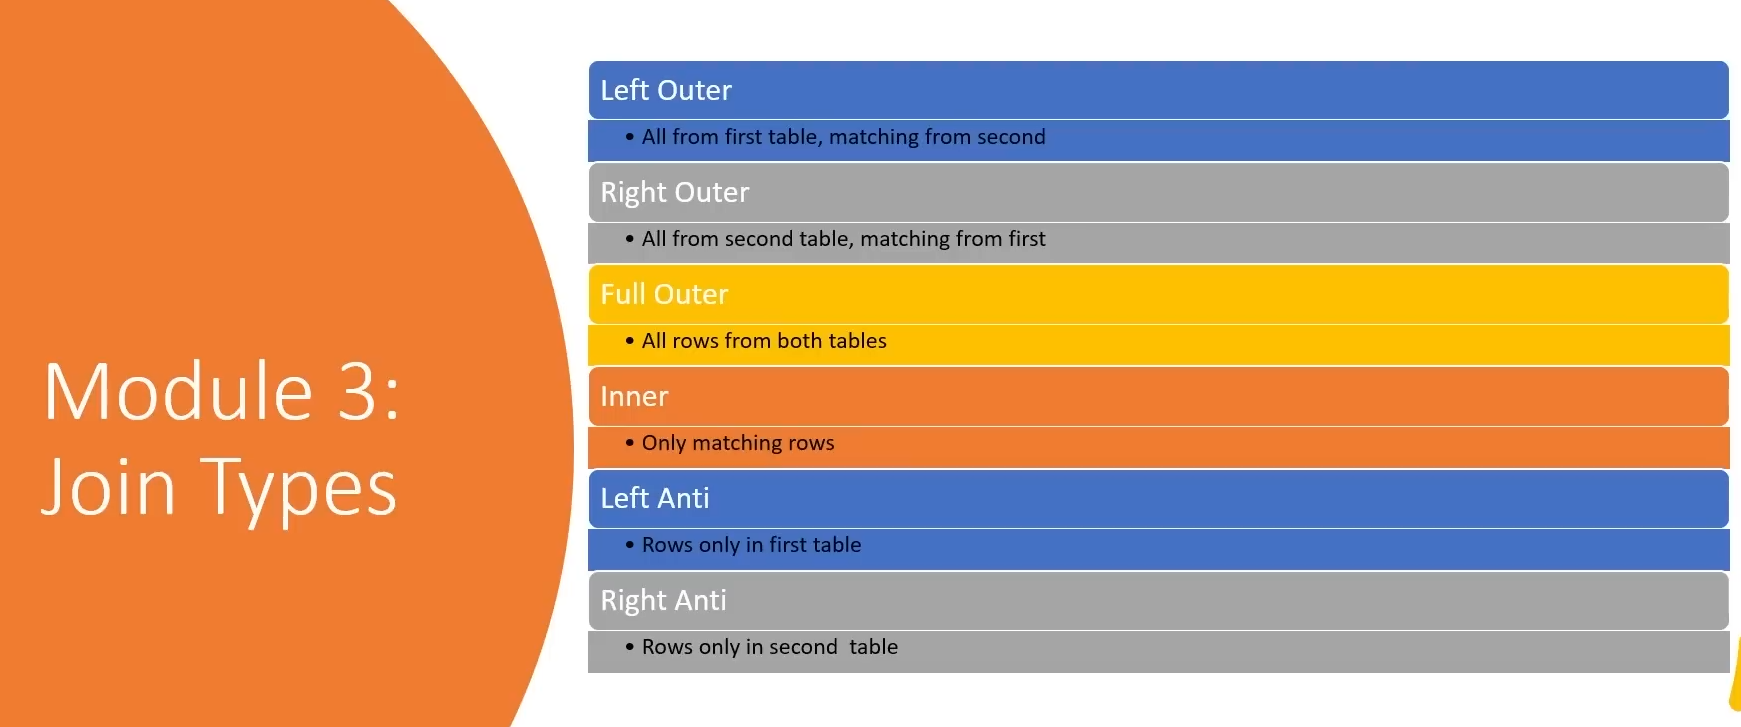 Module 3:
Join Types
Left Outer
• All from first table, matching from second
Right Outer
• All from second table, matching from first
Full Outer
• All rows from both tables
Inner
• Only matching rows
Left Anti
• Rows only in first table
Right Anti
• Rows only in second  table